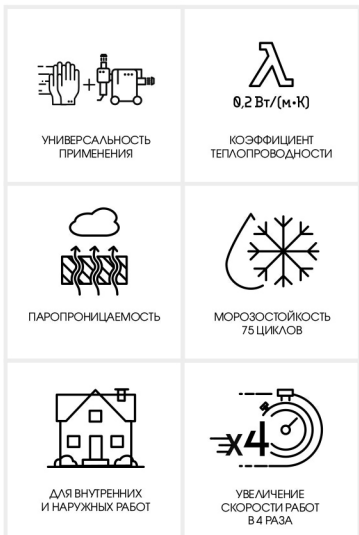 +
λ
0,2 Вт/(м•К)
УНИВЕРСАЛЬНОСТЬ
ПРИМЕНЕНИЯ
КОЭФФИЦИЕНТ
ТЕПЛОПРОВОДНОСТИ
ПАРОПРОНИЦАЕМОСТЬ
МОРОЗОСТОЙКОСТЬ
75 ЦИКЛОВ
ДЛЯ ВНУТРЕННИХ
И НАРУЖНЫХ РАБОТ
x4
УВЕЛИЧЕНИЕ
СКОРОСТИ РАБОТ
В 4 РАЗА